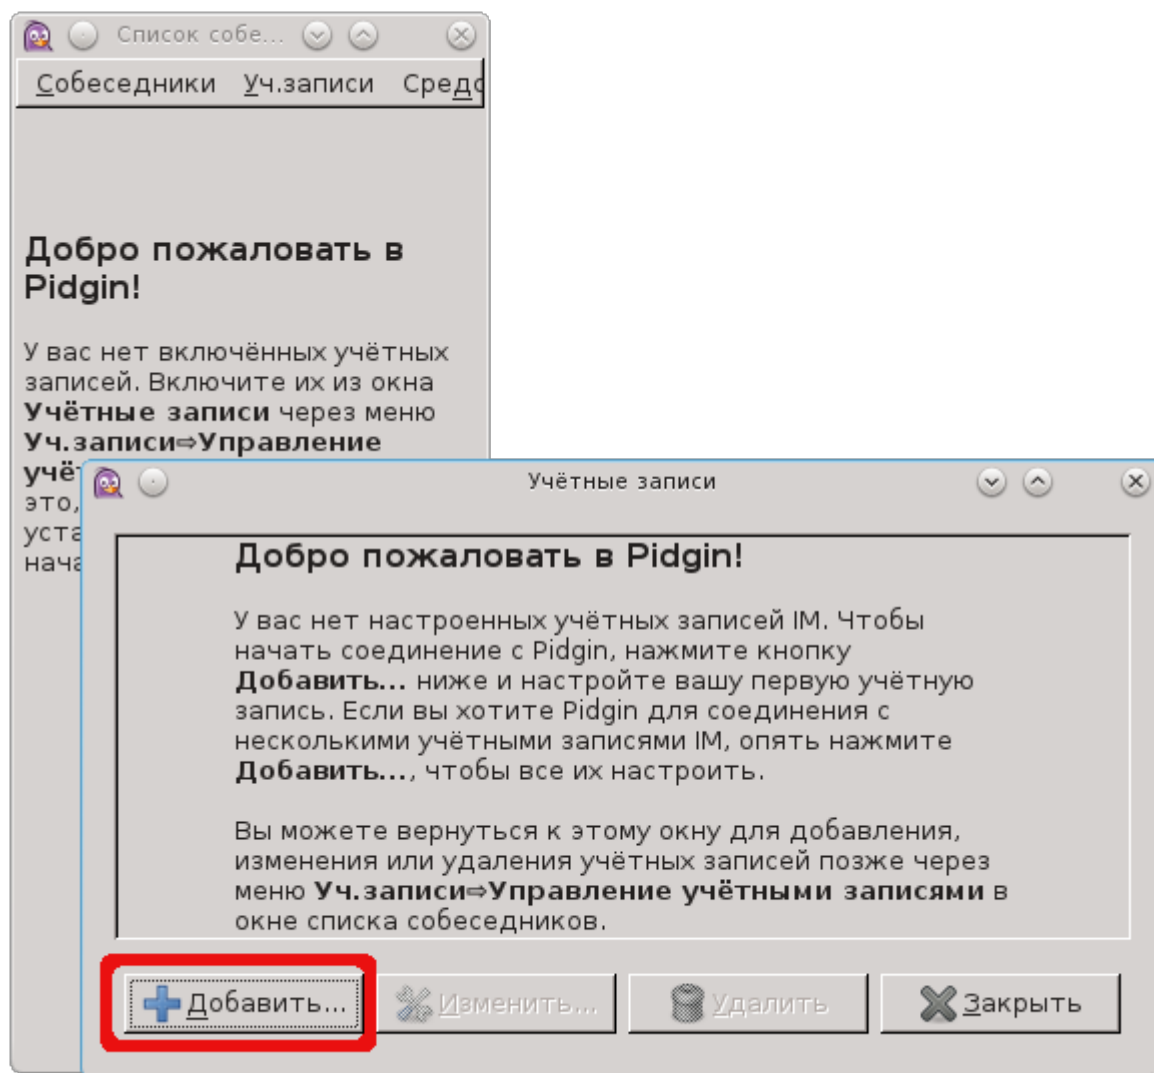 Список собе...
Собеседники Уч.записи Сред
Добро пожаловать в
Pidgin!
У вас нет включённых учётных
записей. Включите их из окна
Учётные записи через меню
Уч.записи⇨Управление
учё
это,
уста
нача
Учётные записи
Добро пожаловать в Pidgin!
У вас нет настроенных учётных записей IM. Чтобы
начать соединение с Pidgin, нажмите кнопку
Добавить... ниже и настройте вашу первую учётную
запись. Если вы хотите Pidgin для соединения с
несколькими учётными записями IM, опять нажмите
Добавить..., чтобы все их настроить.
Вы можете вернуться к этому окну для добавления,
изменения или удаления учётных записей позже через
меню Уч.записи⇨Управление учётными записями в
окне списка собеседников.
Добавить... Изменить... Удалить Закрыть